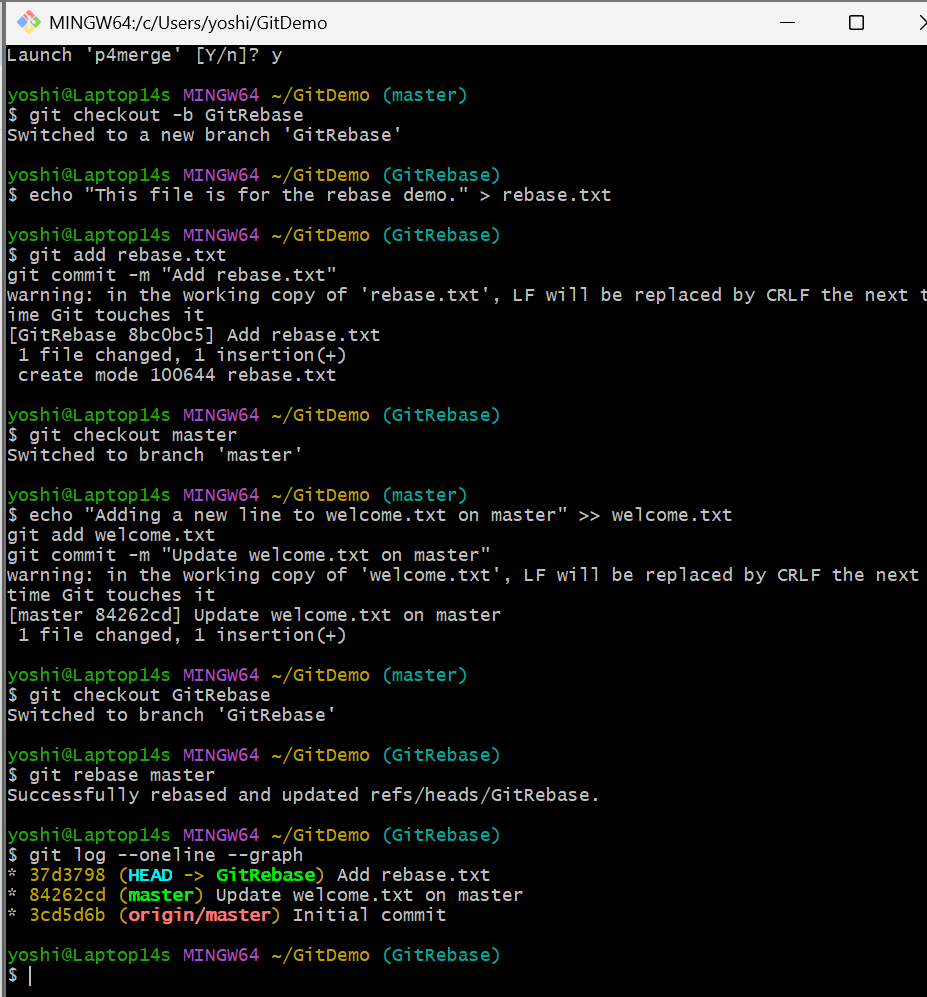 MINGW64:/c/Users/yoshi/GitDemo
Launch 'p4merge' [Y/n]? y
yoshi@Laptop14s MINGW64 ~/GitDemo (master)
$ git checkout -b GitRebase
Switched to a new branch 'GitRebase'
yoshi@Laptop14s MINGW64 ~/GitDemo (GitRebase)
$ echo "This file is for the rebase demo." > rebase.txt
yoshi@Laptop14s MINGW64 ~/GitDemo (GitRebase)
$ git add rebase.txt
git commit -m "Add rebase.txt"
warning: in the working copy of 'rebase.txt', LF will be replaced by CRLF the next t
ime Git touches it
[GitRebase 8bc0bc5] Add rebase.txt
 1 file changed, 1 insertion(+)
 create mode 100644 rebase.txt
yoshi@Laptop14s MINGW64 ~/GitDemo (GitRebase)
$ git checkout master
Switched to branch 'master'
yoshi@Laptop14s MINGW64 ~/GitDemo (master)
$ echo "Adding a new line to welcome.txt on master" >> welcome.txt
git add welcome.txt
git commit -m "Update welcome.txt on master"
warning: in the working copy of 'welcome.txt', LF will be replaced by CRLF the next
time Git touches it
[master 84262cd] Update welcome.txt on master
 1 file changed, 1 insertion(+)
yoshi@Laptop14s MINGW64 ~/GitDemo (master)
$ git checkout GitRebase
Switched to branch 'GitRebase'
yoshi@Laptop14s MINGW64 ~/GitDemo (GitRebase)
$ git rebase master
Successfully rebased and updated refs/heads/GitRebase.
yoshi@Laptop14s MINGW64 ~/GitDemo (GitRebase)
$ git log --oneline --graph
* 37d3798 (HEAD -> GitRebase) Add rebase.txt
* 84262cd (master) Update welcome.txt on master
* 3cd5d6b (origin/master) Initial commit
yoshi@Laptop14s MINGW64 ~/GitDemo (GitRebase)
$